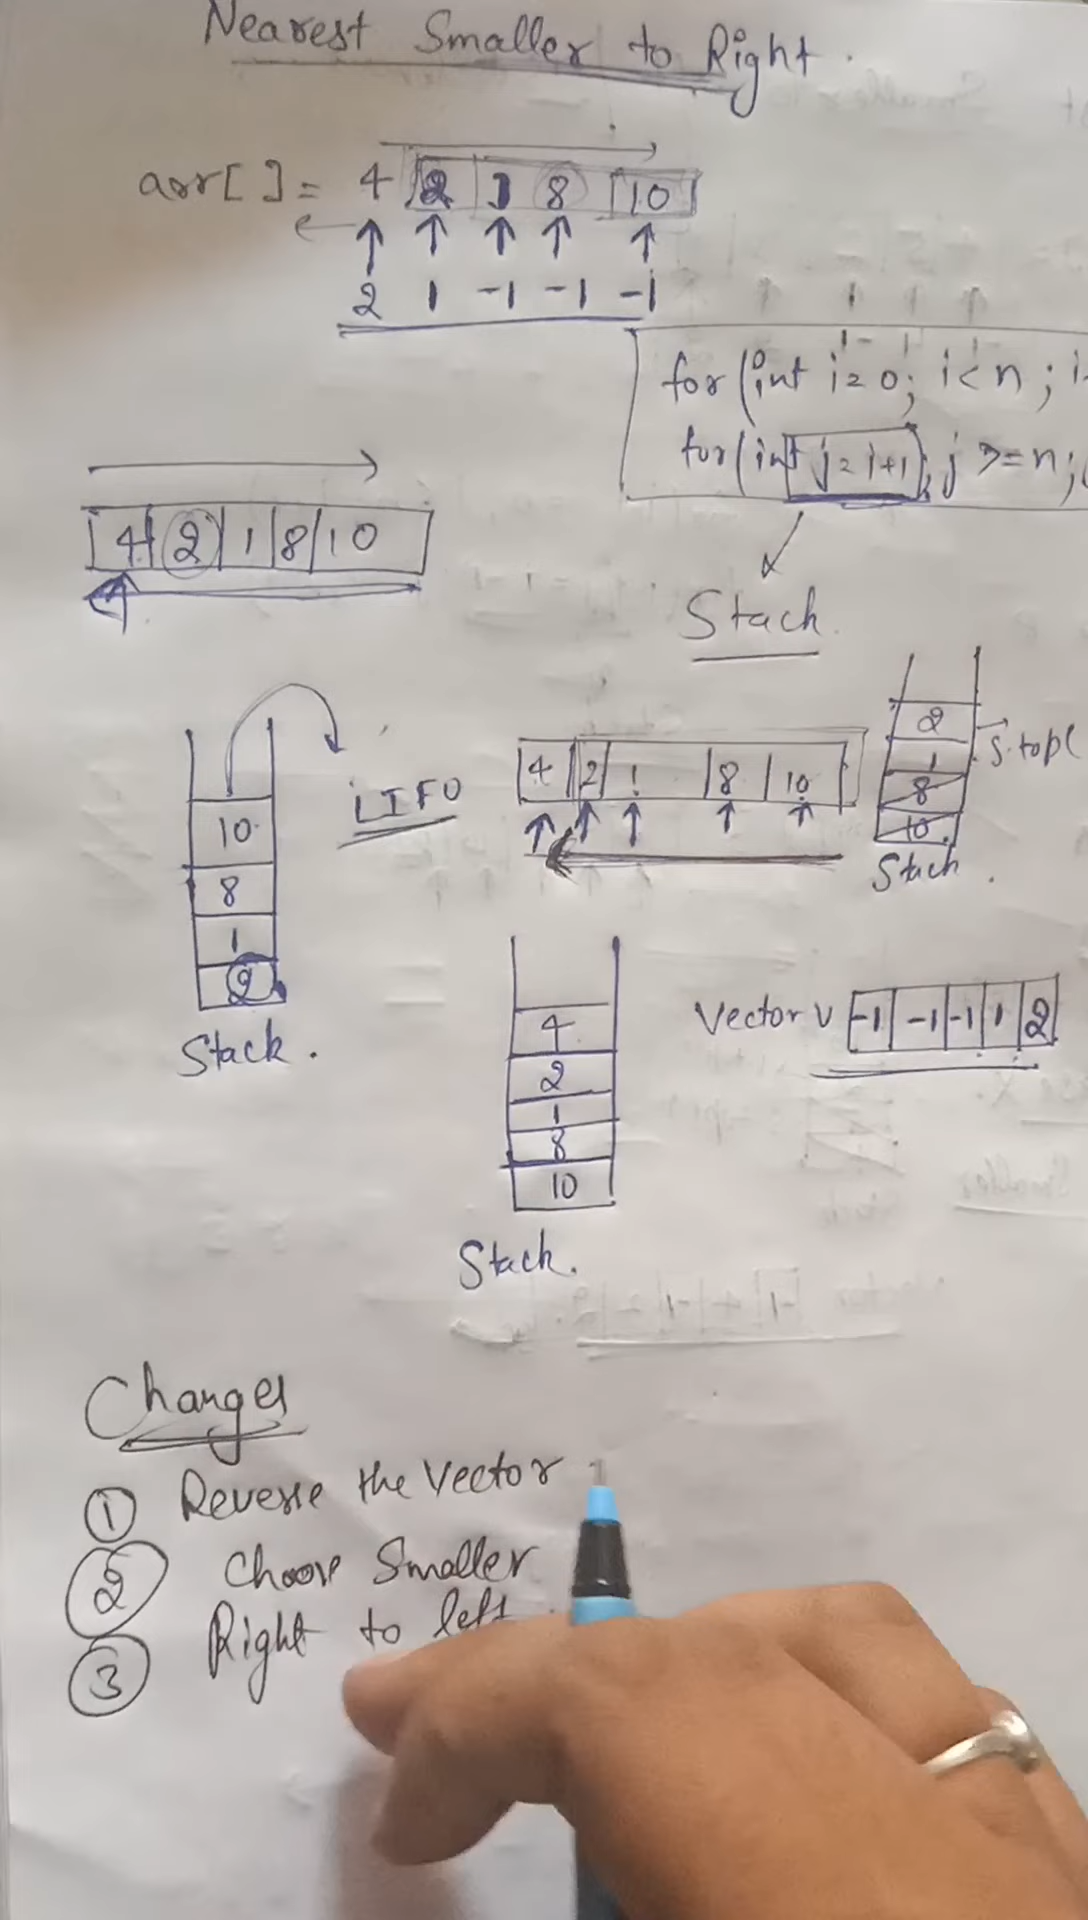 Nearest Smaller to Right.
arr[ ] = 4 2 1 8 10
2 1 -1 -1 -1
for (int i=0; i<n; i
for (int j=i+1; j>=n;
4 2 1 8 10
Stack
10
8
1
2
Stack.
LIFO
4 2 1 8 10
2
1
8
10
S.top(
Stack.
4
2
1
8
10
Stack.
Vector v -1 -1 -1 1 2
Changes
① Reverse the Vector
② Choose Smaller
③ Right to left